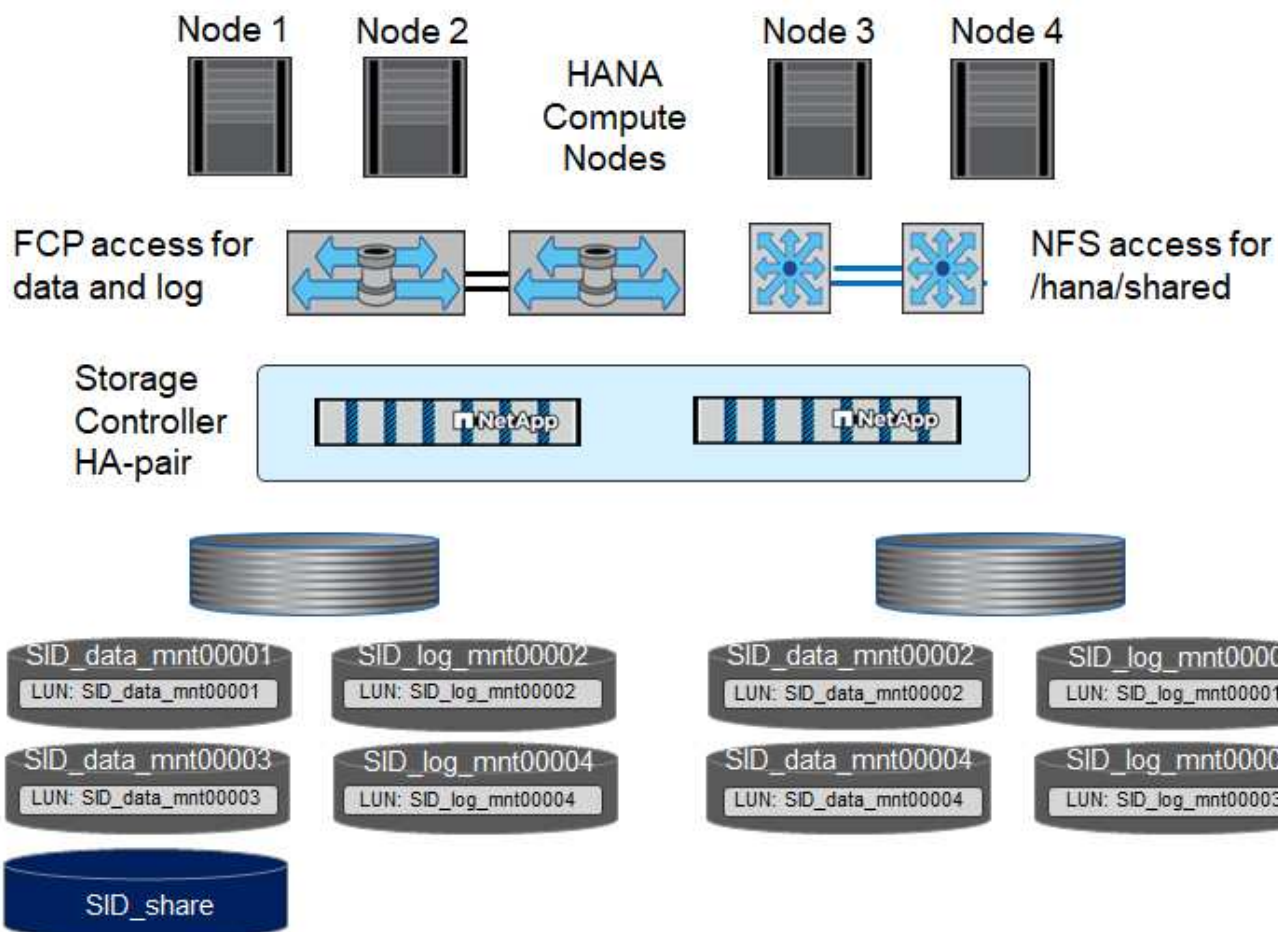 Node 1
Node 2
Node 3
Node 4
HANA
Compute
Nodes
FCP access for
data and log
NFS access for
/hana/shared
Storage
Controller
HA-pair
NetApp
NetApp
SID_data_mnt00001
LUN: SID_data_mnt00001
SID_log_mnt00002
LUN: SID_log_mnt00002
SID_data_mnt00002
LUN: SID_data_mnt00002
SID_log_mnt0000
LUN: SID_log_mnt00001
SID_data_mnt00003
LUN: SID_data_mnt00003
SID_log_mnt00004
LUN: SID_log_mnt00004
SID_data_mnt00004
LUN: SID_data_mnt00004
SID_log_mnt0000
LUN: SID_log_mnt00003
SID_share